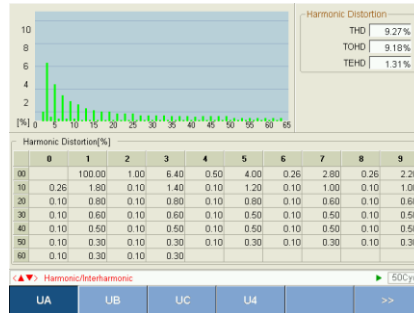 Harmonic Distortion
THD 9.27%
TOHD 9.18%
TEHD 1.31%
10
8
6
4
2
[%] 0 5 10 15 20 25 30 35 40 45 50 55 60 65
Harmonic Distortion[%]
0 1 2 3 4 5 6 7 8 9
00 100.00 1.00 6.40 0.50 4.00 0.26 2.80 0.26 2.20
10 0.26 1.80 0.10 1.40 0.10 1.20 0.10 1.00 0.10 1.00
20 0.10 0.80 0.10 0.80 0.10 0.80 0.10 0.60 0.10 0.60
30 0.10 0.60 0.10 0.60 0.10 0.50 0.10 0.50 0.10 0.50
40 0.10 0.50 0.10 0.50 0.10 0.50 0.10 0.50 0.10 0.50
50 0.10 0.30 0.10 0.30 0.10 0.30 0.10 0.30 0.10 0.30
60 0.10 0.30 0.10 0.30
<▲▼> Harmonic/Interharmonic ▶ 50Cy
UA UB UC U4 >>